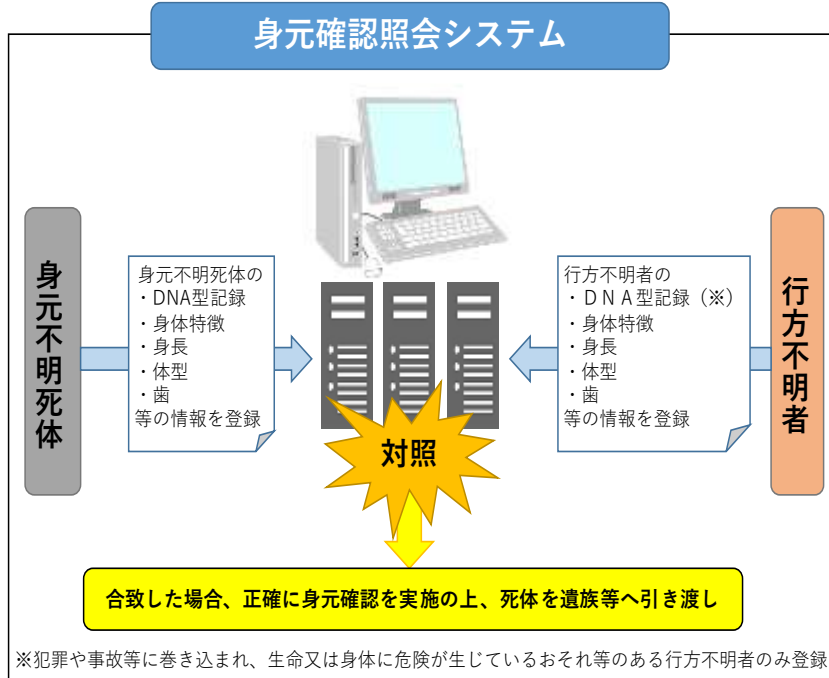 身元確認照会システム
身元不明死体
身元不明死体の
・DNA型記録
・身体特徴
・身長
・体型
・歯
等の情報を登録
行方不明者の
・ＤＮＡ型記録（※）
・身体特徴
・身長
・体型
・歯
等の情報を登録
行方不明者
対照
合致した場合、正確に身元確認を実施の上、死体を遺族等へ引き渡し
※犯罪や事故等に巻き込まれ、生命又は身体に危険が生じているおそれ等のある行方不明者のみ登録